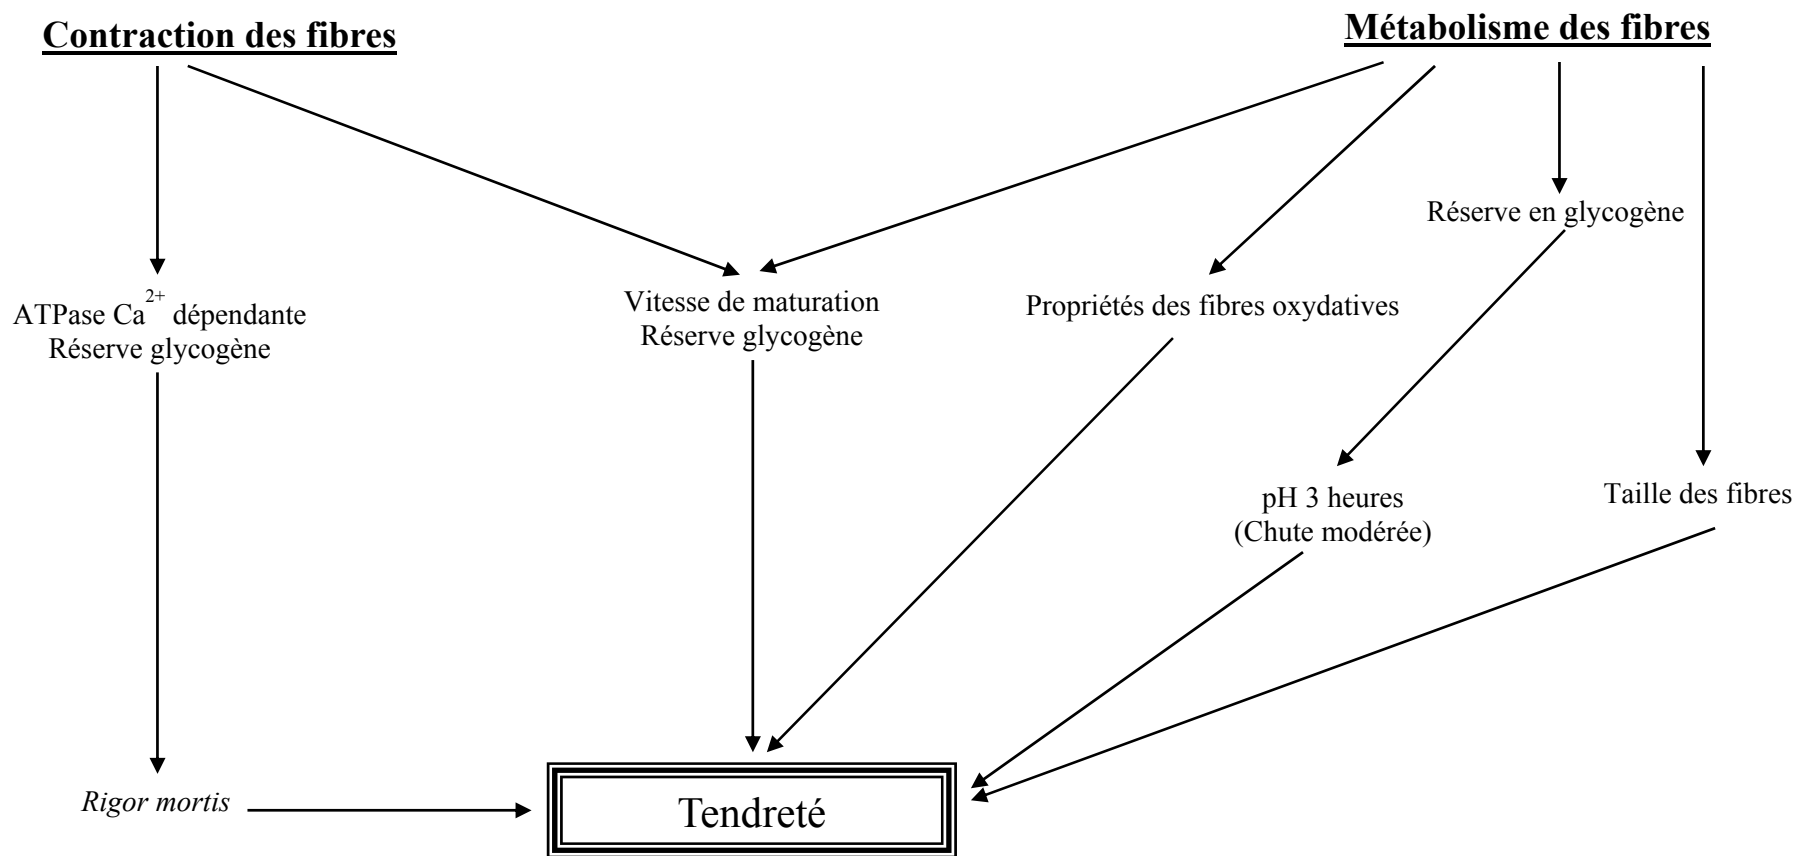 Contraction des fibres
Métabolisme des fibres
Réserve en glycogène
ATPase Ca2+ dépendante
Réserve glycogène
Vitesse de maturation
Réserve glycogène
Propriétés des fibres oxydatives
pH 3 heures
(Chute modérée)
Taille des fibres
Rigor mortis
Tendreté